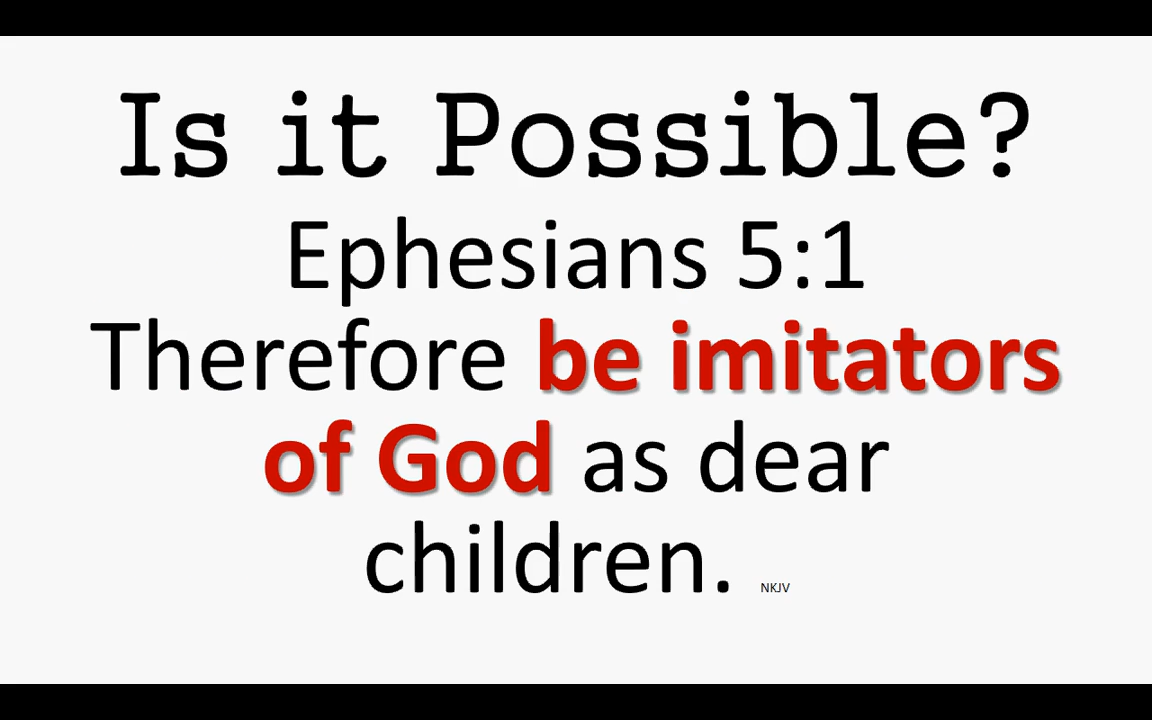 Is it Possible?
Ephesians 5:1
Therefore be imitators
of God as dear
children. NKJV